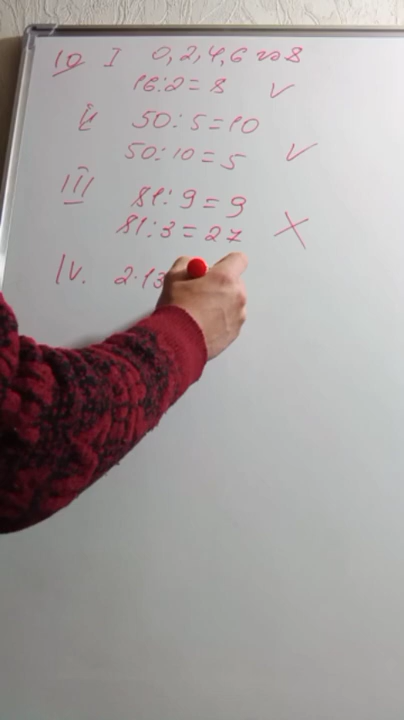 10 I 0, 2, 4, 6 və 8
16:2=8 ✓
II 50:5=10
50:10=5 ✓
III 81:9=9
81:3=27 ✗
IV. 2·13